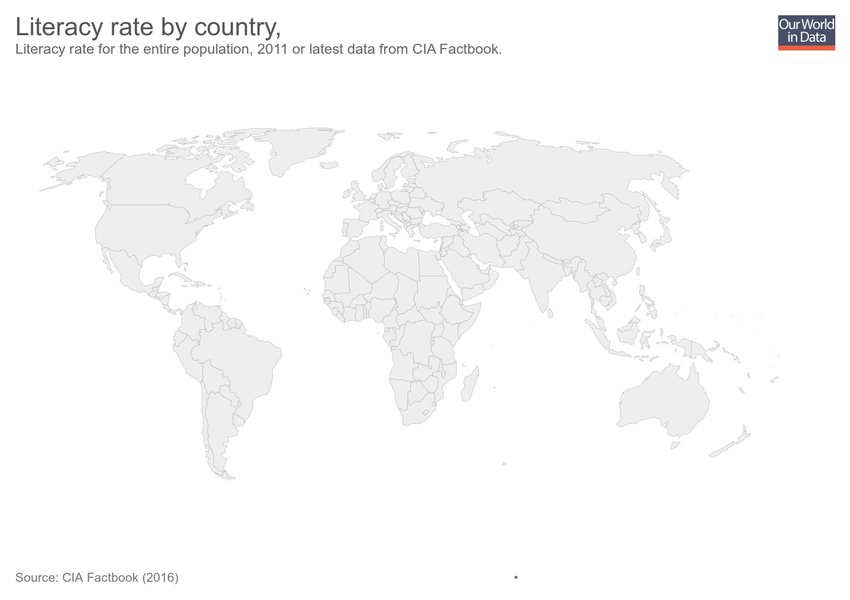 Literacy rate by country,
Literacy rate for the entire population, 2011 or latest data from CIA Factbook.
Our World
in Data
Source: CIA Factbook (2016)
•